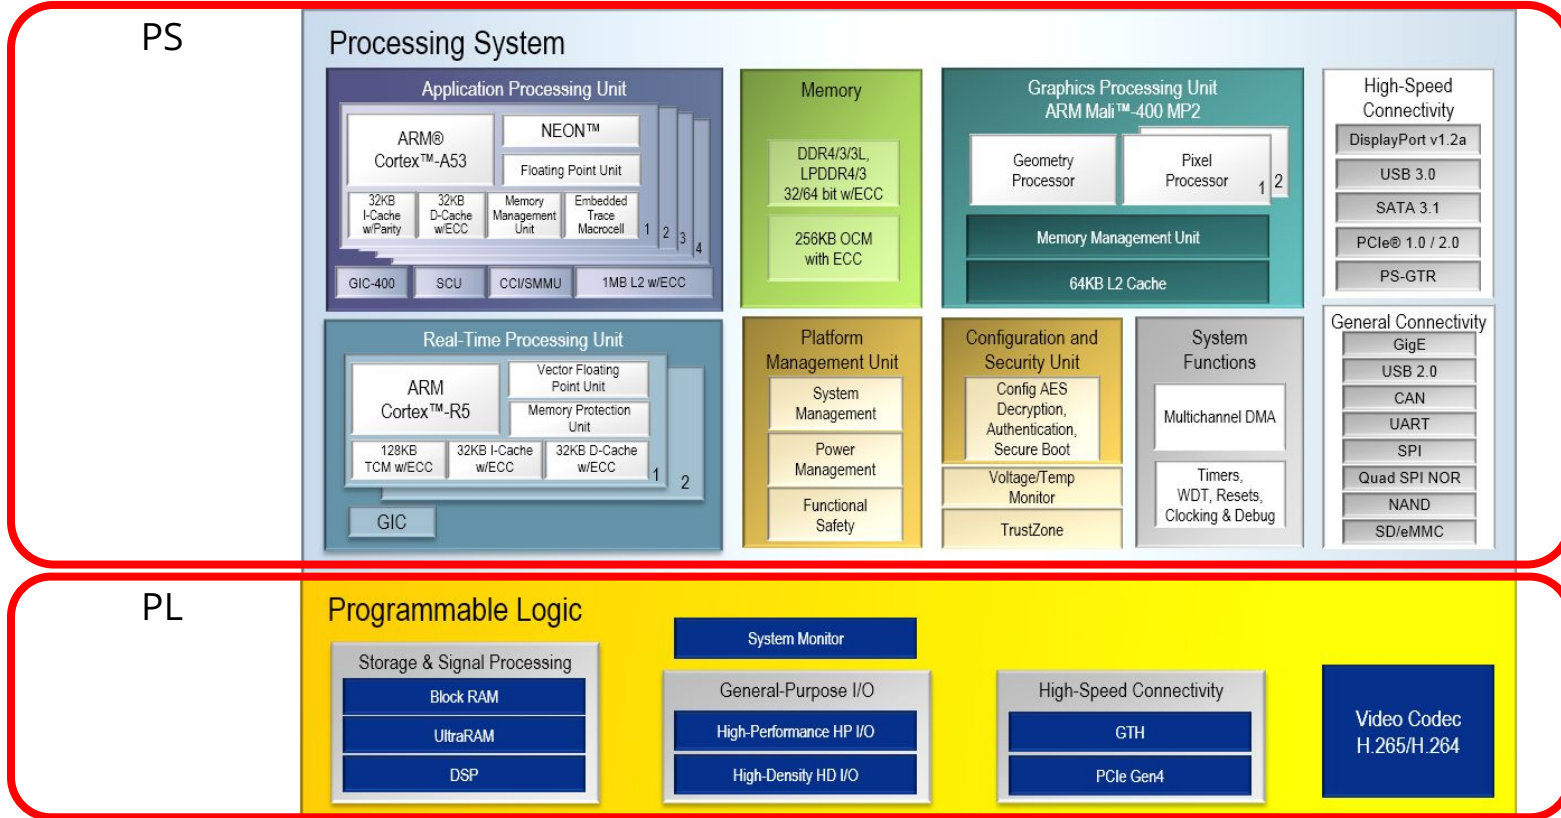 PS
Processing System
Application Processing Unit
ARM®
Cortex™-A53
NEON™
Floating Point Unit
32KB
I-Cache
w/Parity
32KB
D-Cache
w/ECC
Memory
Management
Unit
Embedded
Trace
Macrocell
1
2
3
4
GIC-400
SCU
CCI/SMMU
1MB L2 w/ECC
Memory
DDR4/3/3L,
LPDDR4/3
32/64 bit w/ECC
256KB OCM
with ECC
Graphics Processing Unit
ARM Mali™-400 MP2
Geometry
Processor
Pixel
Processor
1
2
Memory Management Unit
64KB L2 Cache
High-Speed
Connectivity
DisplayPort v1.2a
USB 3.0
SATA 3.1
PCIe® 1.0 / 2.0
PS-GTR
Real-Time Processing Unit
ARM
Cortex™-R5
Vector Floating
Point Unit
Memory Protection
Unit
128KB
TCM w/ECC
32KB I-Cache
w/ECC
32KB D-Cache
w/ECC
1
2
GIC
Platform
Management Unit
System
Management
Power
Management
Functional
Safety
Configuration and
Security Unit
Config AES
Decryption,
Authentication,
Secure Boot
Voltage/Temp
Monitor
TrustZone
System
Functions
Multichannel DMA
Timers,
WDT, Resets,
Clocking & Debug
General Connectivity
GigE
USB 2.0
CAN
UART
SPI
Quad SPI NOR
NAND
SD/eMMC
PL
Programmable Logic
Storage & Signal Processing
Block RAM
UltraRAM
DSP
System Monitor
General-Purpose I/O
High-Performance HP I/O
High-Density HD I/O
High-Speed Connectivity
GTH
PCIe Gen4
Video Codec
H.265/H.264